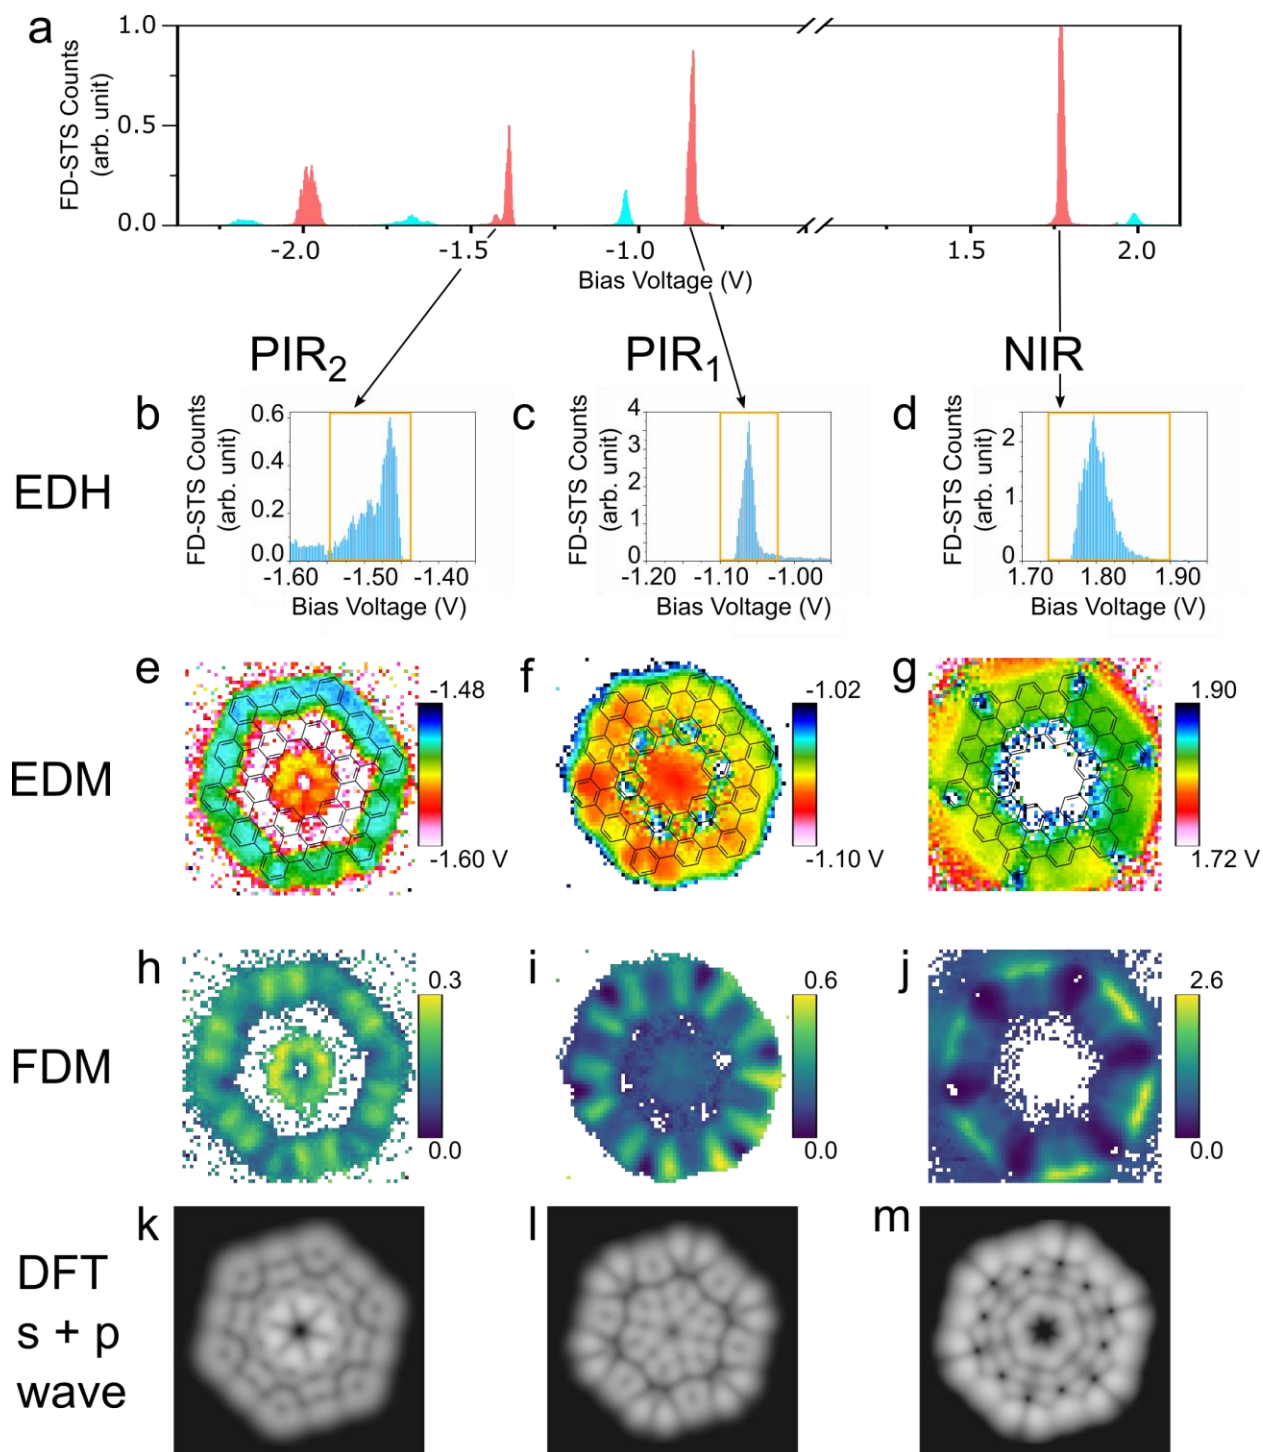 a
FD-STS Counts
(arb. unit)
1.0
0.5
0.0
-2.0 -1.5 -1.0 1.5 2.0
Bias Voltage (V)
PIR2 PIR1 NIR
EDH
b
FD-STS Counts
(arb. unit)
0.6
0.4
0.2
0.0
-1.60 -1.50 -1.40
Bias Voltage (V)
c
FD-STS Counts
(arb. unit)
4
3
2
1
0
-1.20 -1.10 -1.00
Bias Voltage (V)
d
FD-STS Counts
(arb. unit)
2
1
0
1.70 1.80 1.90
Bias Voltage (V)
EDM
e
-1.48
-1.60 V
f
-1.02
-1.10 V
g
1.90
1.72 V
FDM
h
0.3
0.0
i
0.6
0.0
j
2.6
0.0
DFT
s + p
wave
k
l
m